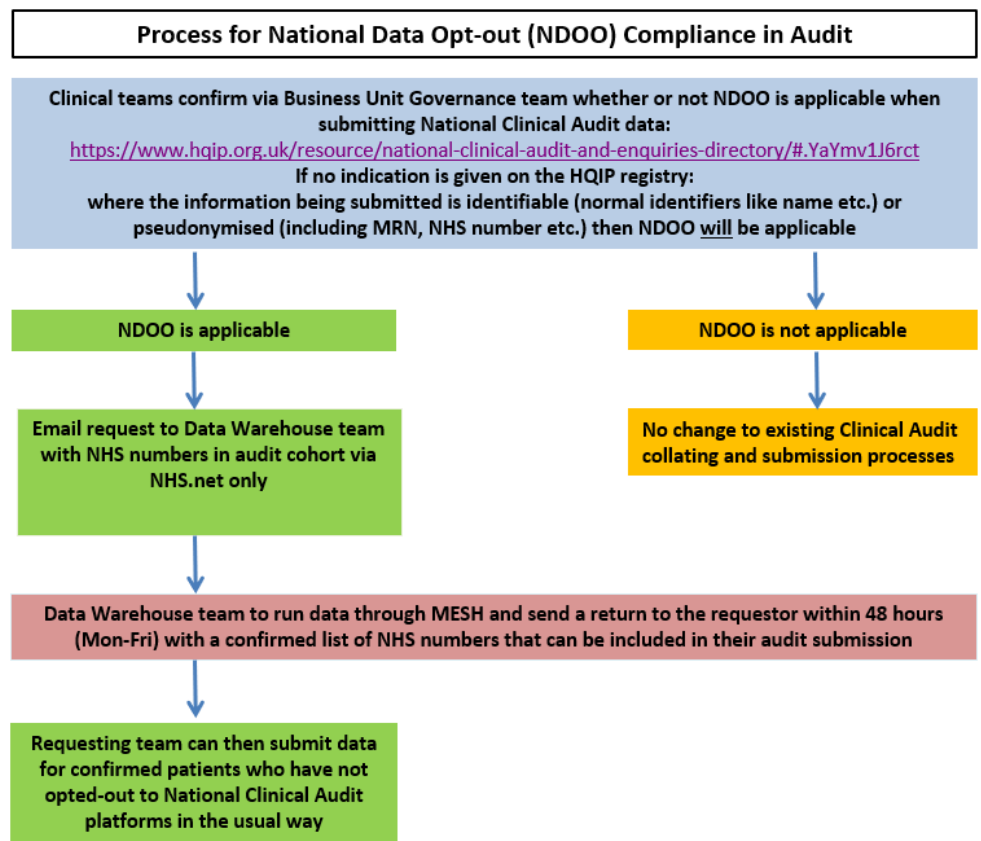 Process for National Data Opt-out (NDOO) Compliance in Audit
Clinical teams confirm via Business Unit Governance team whether or not NDOO is applicable when
submitting National Clinical Audit data:
https://www.hqip.org.uk/resource/national-clinical-audit-and-enquiries-directory/#.YaYmv1J6rct
If no indication is given on the HQIP registry:
where the information being submitted is identifiable (normal identifiers like name etc.) or
pseudonymised (including MRN, NHS number etc.) then NDOO will be applicable
NDOO is applicable
NDOO is not applicable
Email request to Data Warehouse team
with NHS numbers in audit cohort via
NHS.net only
No change to existing Clinical Audit
collating and submission processes
Data Warehouse team to run data through MESH and send a return to the requestor within 48 hours
(Mon-Fri) with a confirmed list of NHS numbers that can be included in their audit submission
Requesting team can then submit data
for confirmed patients who have not
opted-out to National Clinical Audit
platforms in the usual way